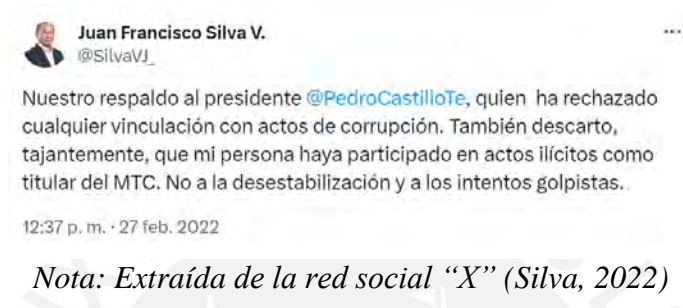 Juan Francisco Silva V.
@SilvaVJ_
Nuestro respaldo al presidente @PedroCastilloTe, quien ha rechazado
cualquier vinculación con actos de corrupción. También descarto,
tajantemente, que mi persona haya participado en actos ilícitos como
titular del MTC. No a la desestabilización y a los intentos golpistas.
12:37 p. m. · 27 feb. 2022
Nota: Extraída de la red social “X” (Silva, 2022)